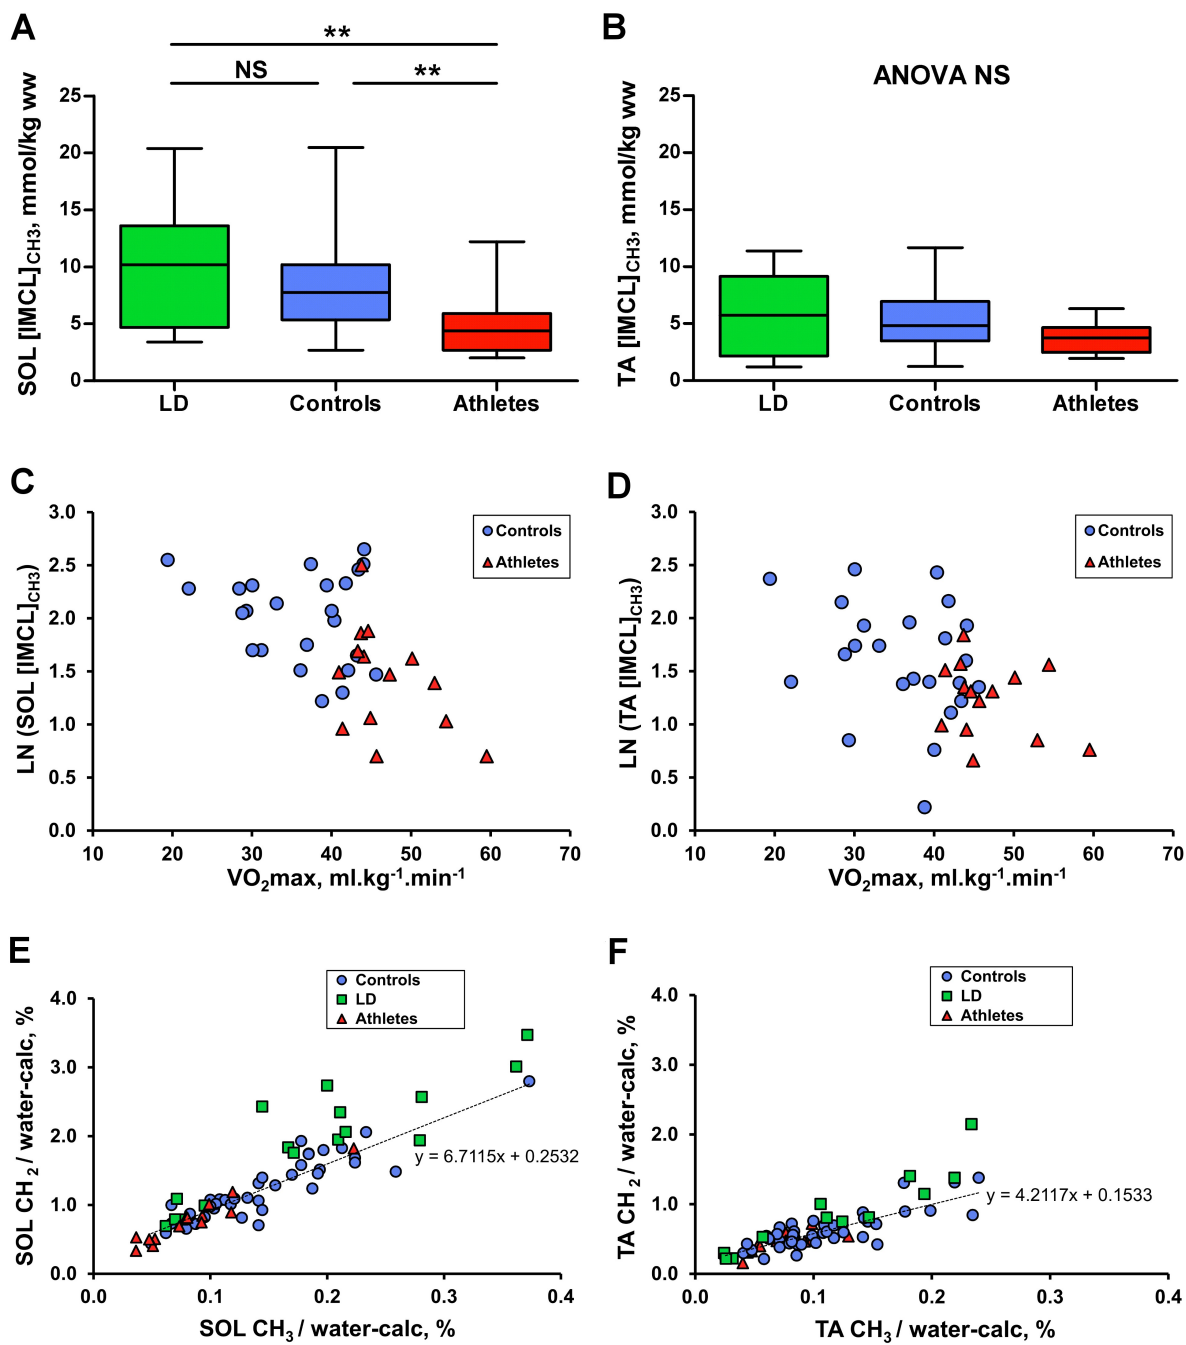 A
**
NS
**
SOL [IMCL]CH3, mmol/kg ww
25
20
15
10
5
0
LD
Controls
Athletes
B
ANOVA NS
TA [IMCL]CH3, mmol/kg ww
25
20
15
10
5
0
LD
Controls
Athletes
C
LN (SOL [IMCL]CH3)
3.0
2.5
2.0
1.5
1.0
0.5
0.0
Controls
Athletes
10 20 30 40 50 60 70
VO2max, ml.kg-1.min-1
D
LN (TA [IMCL]CH3)
3.0
2.5
2.0
1.5
1.0
0.5
0.0
Controls
Athletes
10 20 30 40 50 60 70
VO2max, ml.kg-1.min-1
E
SOL CH2 / water-calc, %
4.0
3.0
2.0
1.0
0.0
Controls
LD
Athletes
y = 6.7115x + 0.2532
0.0 0.1 0.2 0.3 0.4
SOL CH3 / water-calc, %
F
TA CH2 / water-calc, %
4.0
3.0
2.0
1.0
0.0
Controls
LD
Athletes
y = 4.2117x + 0.1533
0.0 0.1 0.2 0.3 0.4
TA CH3 / water-calc, %